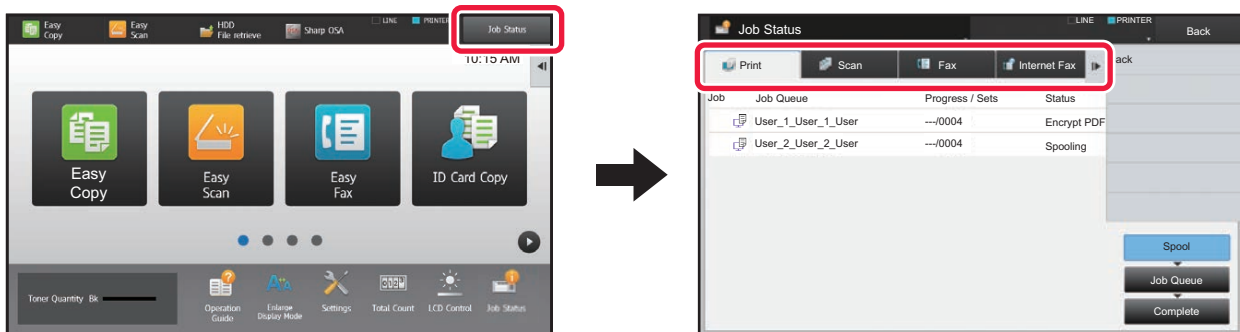 Easy Copy
Easy Scan
HDD File retrieve
Sharp OSA
LINE
PRINTER
Job Status
10:15 AM
Easy Copy
Easy Scan
Easy Fax
ID Card Copy
Toner Quantity Bk
Operation Guide
Enlarge Display Mode
Settings
Total Count
LCD Control
Job Status
Job Status
LINE
PRINTER
Back
Print
Scan
Fax
Internet Fax
ack
Job
Job Queue
Progress / Sets
Status
User_1_User_1_User
---/0004
Encrypt PDF
User_2_User_2_User
---/0004
Spooling
Spool
Job Queue
Complete